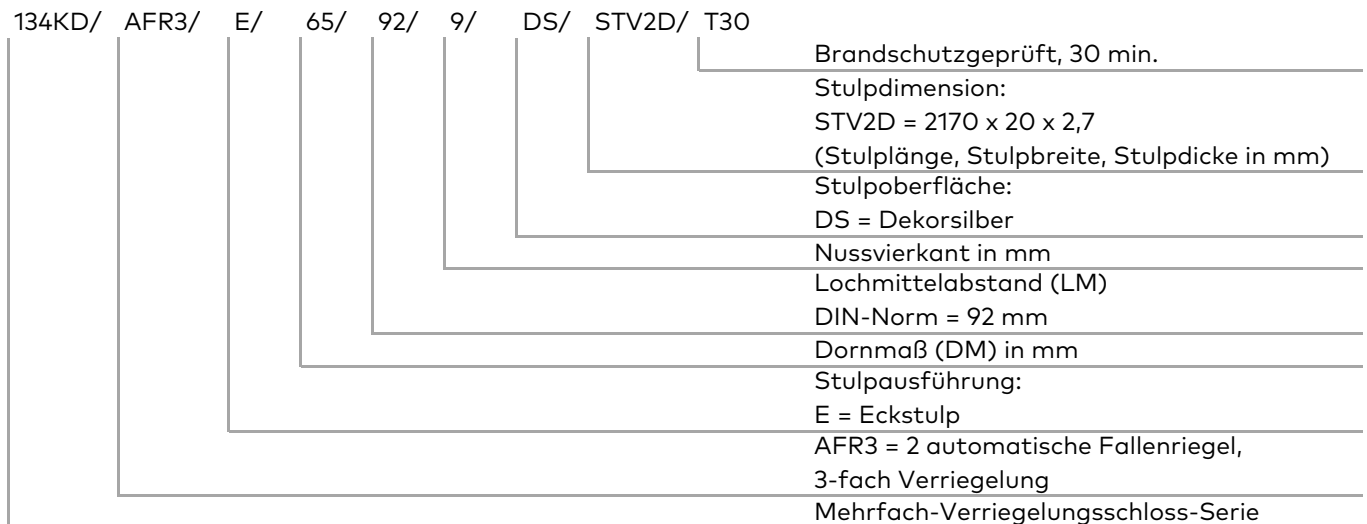 134KD/ AFR3/ E/ 65/ 92/ 9/ DS/ STV2D/ T30
Brandschutzgeprüft, 30 min.
Stulpdimension:
STV2D = 2170 x 20 x 2,7
(Stulplänge, Stulpbreite, Stulpdicke in mm)
Stulpoberfläche:
DS = Dekorsilber
Nussvierkant in mm
Lochmittelabstand (LM)
DIN-Norm = 92 mm
Dornmaß (DM) in mm
Stulpausführung:
E = Eckstulp
AFR3 = 2 automatische Fallenriegel,
3-fach Verriegelung
Mehrfach-Verriegelungsschloss-Serie